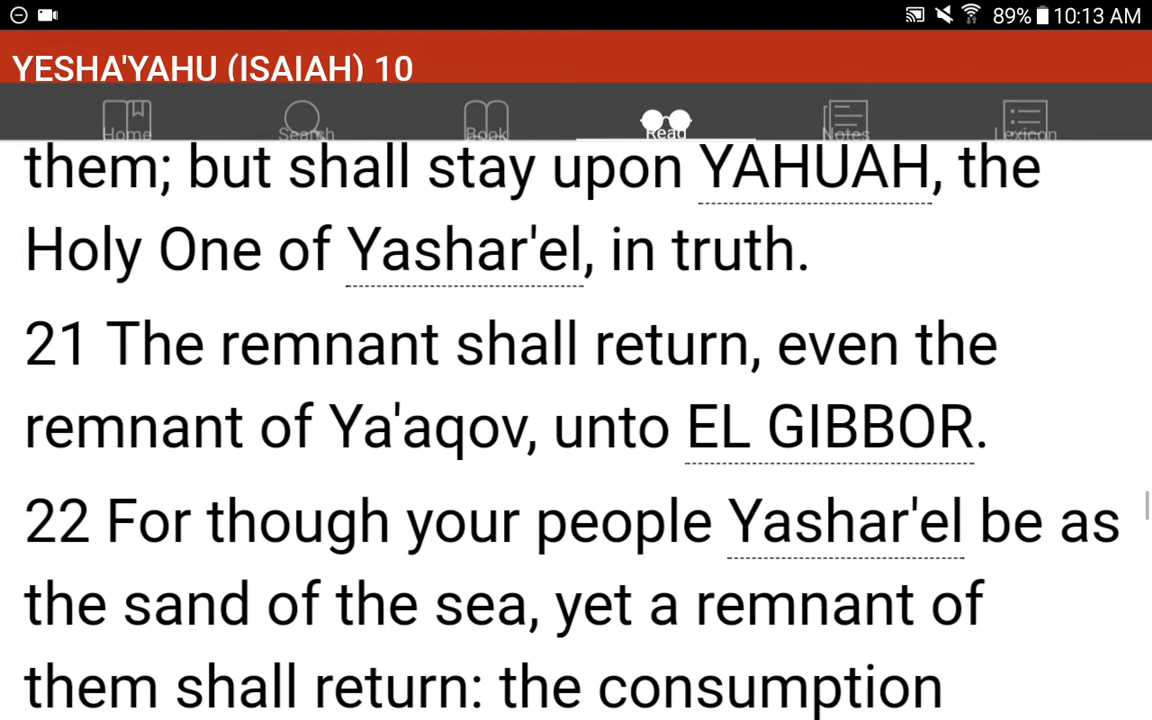 89% 10:13 AM
YESHA'YAHU (ISAIAH) 10
Home Search Book Read Notes Lexicon
them; but shall stay upon YAHUAH, the
Holy One of Yashar'el, in truth.
21 The remnant shall return, even the
remnant of Ya'aqov, unto EL GIBBOR.
22 For though your people Yashar'el be as
the sand of the sea, yet a remnant of
them shall return: the consumption